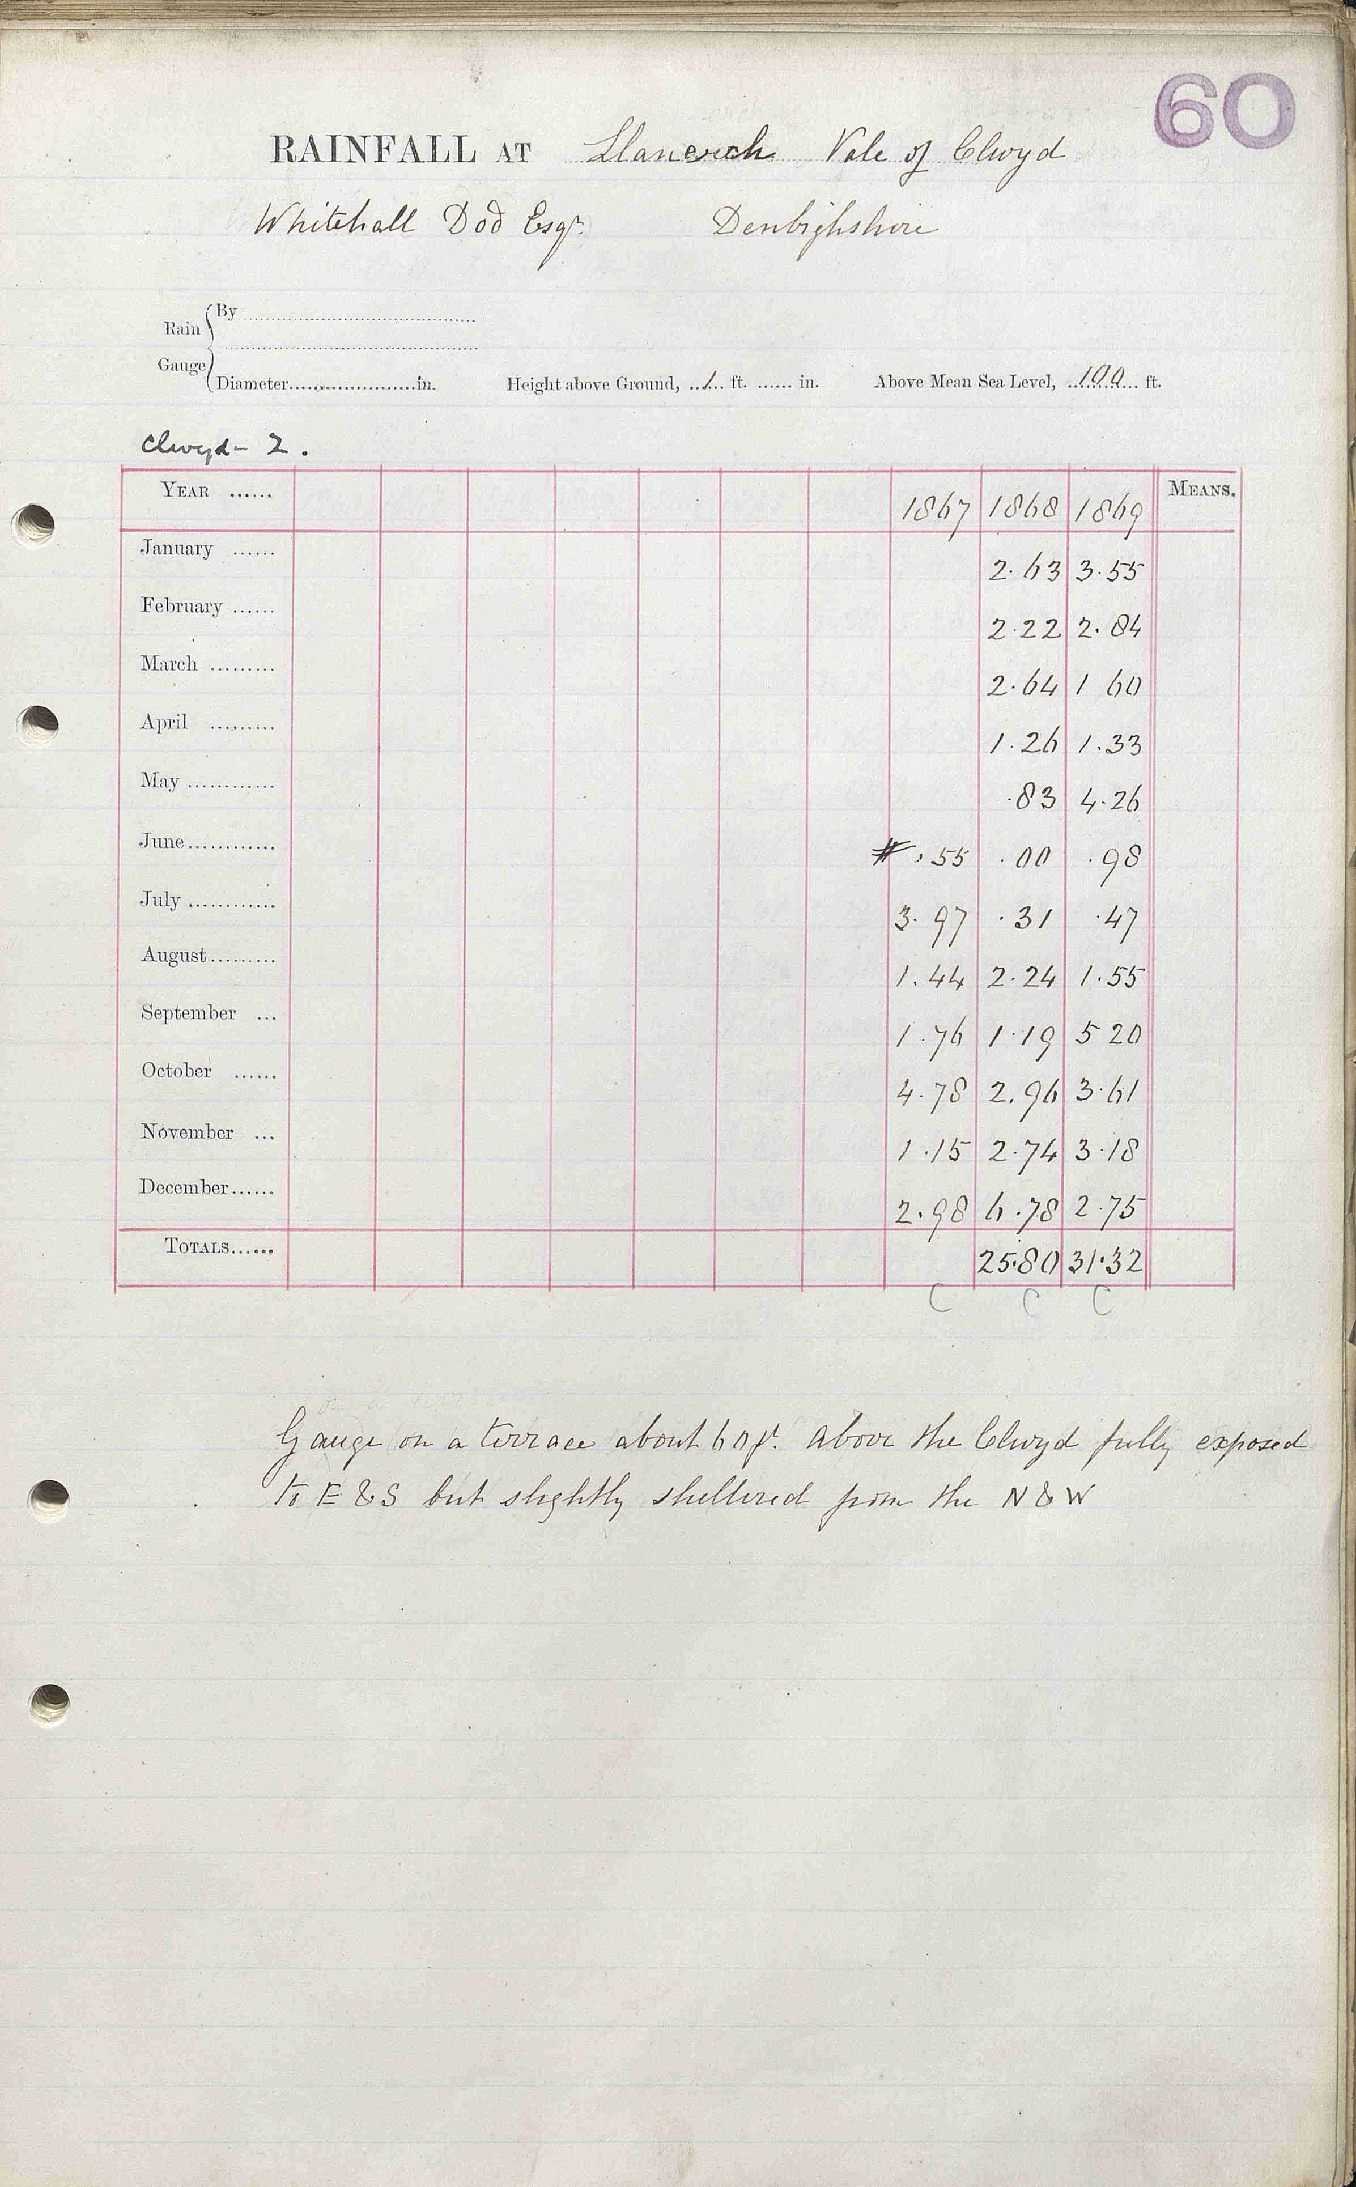 60
RAINFALL AT Llanerch Vale of Clwyd
Whitehall Dod Esqr. Denbighshire
Rain Gauge
By
Diameter in. Height above Ground, 1 ft. in. Above Mean Sea Level, 100 ft.
Clwyd - 2.
YEAR 1867 1868 1869 MEANS.
January 2.63 3.55
February 2.22 2.84
March 2.64 1 60
April 1.26 1.33
May .83 4.26
June # .55 .00 .98
July 3.97 .31 .47
August 1.44 2.24 1.55
September 1.76 1.19 5 20
October 4.78 2.96 3.61
November 1.15 2.74 3.18
December 2.98 6.78 2.75
TOTALS 25.80 31.32
C C C
Gauge on a terrace about 60 ft. above the Clwyd fully exposed
to E & S but slightly sheltered from the N & W